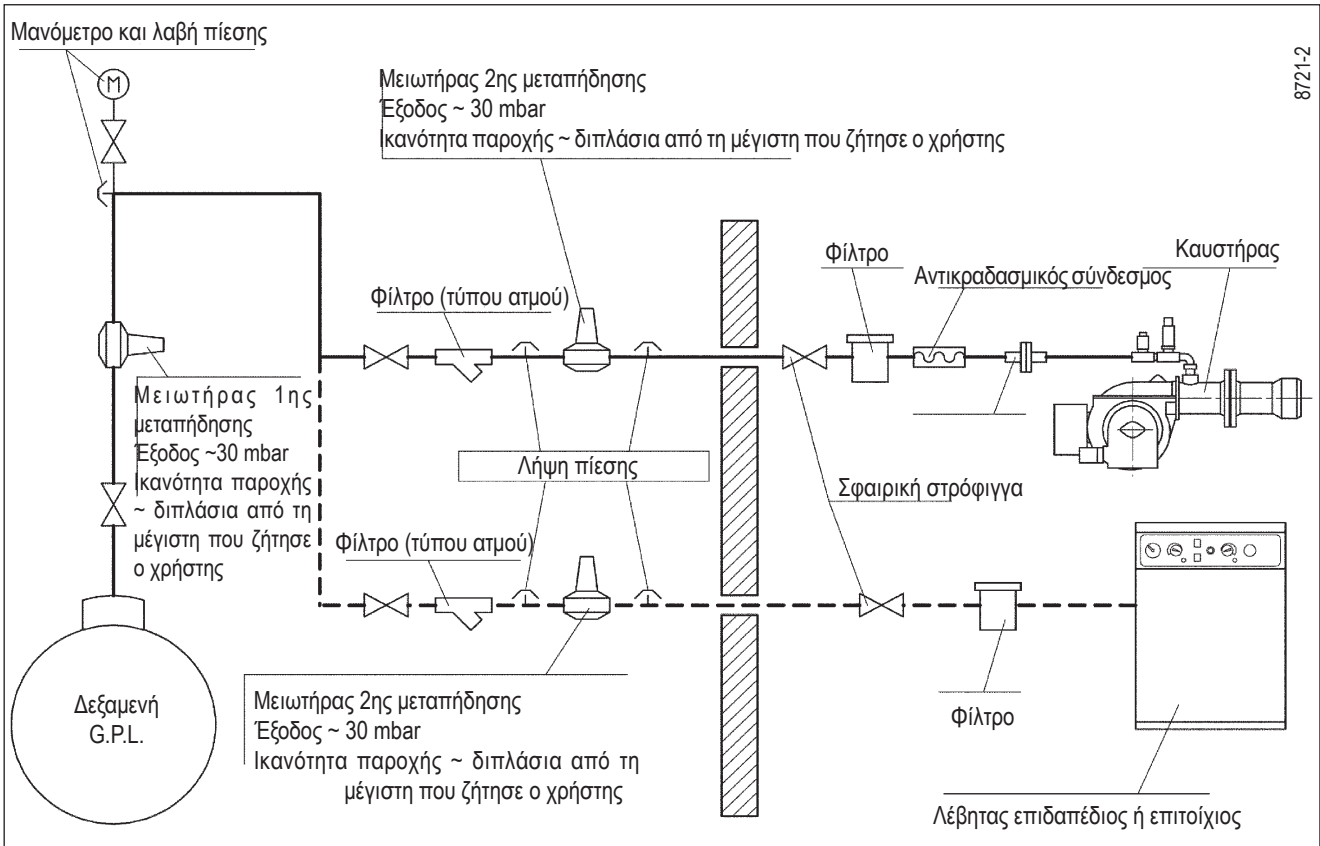 Μανόμετρο και λαβή πίεσης
8721-2
M
Μειωτήρας 2ης μεταπήδησης
Έξοδος ~ 30 mbar
Ικανότητα παροχής ~ διπλάσια από τη μέγιστη που ζήτησε ο χρήστης
Φίλτρο
Αντικραδασμικός σύνδεσμος
Καυστήρας
Φίλτρο (τύπου ατμού)
Μειωτήρας 1ης
μεταπήδησης
Έξοδος ~30 mbar
Ικανότητα παροχής
~ διπλάσια από τη
μέγιστη που ζήτησε
ο χρήστης
Λήψη πίεσης
Σφαιρική στρόφιγγα
Φίλτρο (τύπου ατμού)
Δεξαμενή
G.P.L.
Μειωτήρας 2ης μεταπήδησης
Έξοδος ~ 30 mbar
Ικανότητα παροχής ~ διπλάσια από τη
μέγιστη που ζήτησε ο χρήστης
Φίλτρο
Λέβητας επιδαπέδιος ή επιτοίχιος